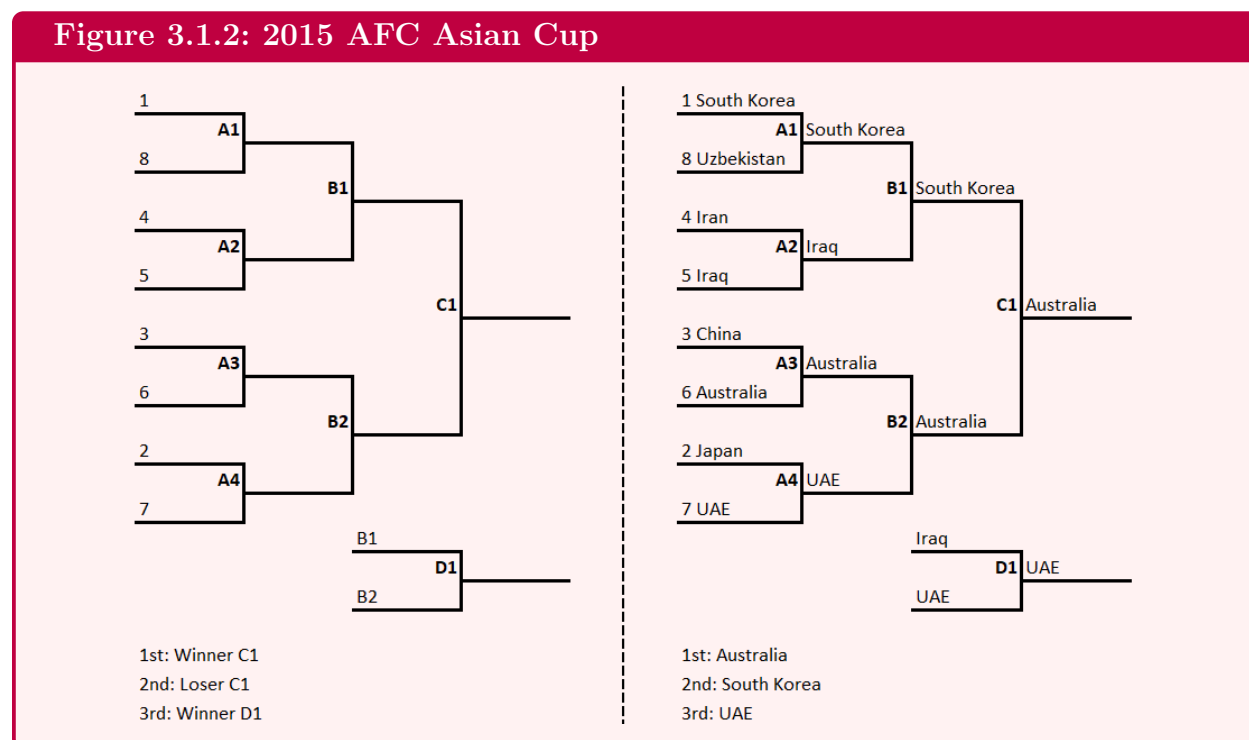 Figure 3.1.2: 2015 AFC Asian Cup
1
A1
8
B1
4
A2
5
C1
3
A3
6
B2
2
A4
7
B1
D1
B2
1st: Winner C1
2nd: Loser C1
3rd: Winner D1
1 South Korea
A1 South Korea
8 Uzbekistan
B1 South Korea
4 Iran
A2 Iraq
5 Iraq
C1 Australia
3 China
A3 Australia
6 Australia
B2 Australia
2 Japan
A4 UAE
7 UAE
Iraq
D1 UAE
UAE
1st: Australia
2nd: South Korea
3rd: UAE